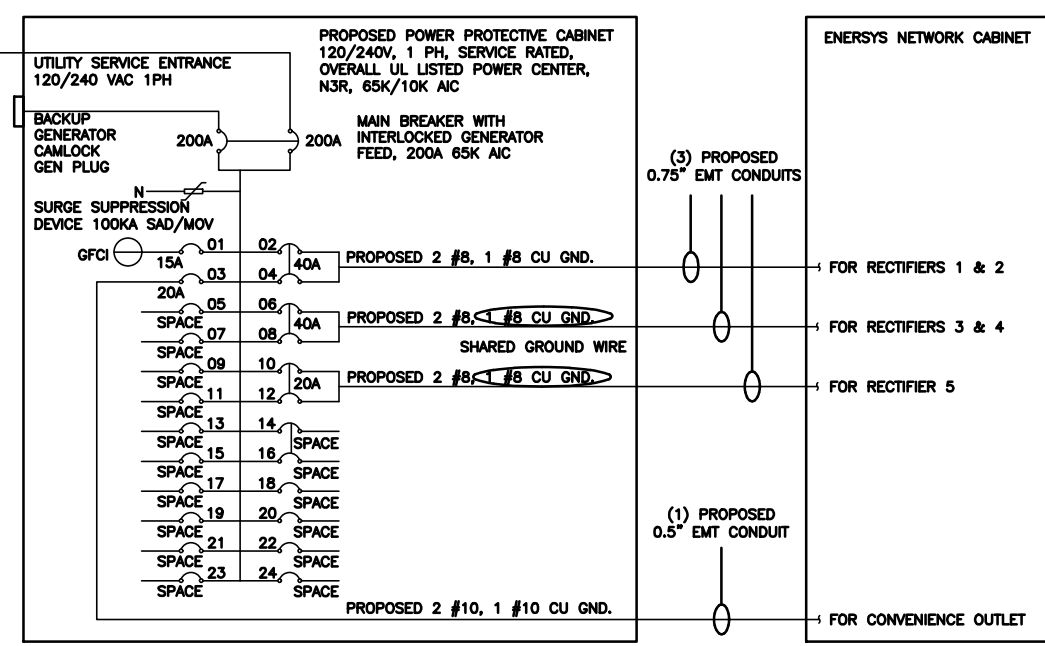 PROPOSED POWER PROTECTIVE CABINET
120/240V, 1 PH, SERVICE RATED,
OVERALL UL LISTED POWER CENTER,
N3R, 65K/10K AIC
ENERSYS NETWORK CABINET
UTILITY SERVICE ENTRANCE
120/240 VAC 1PH
BACKUP
GENERATOR
CAMLOCK
GEN PLUG
200A
200A
MAIN BREAKER WITH
INTERLOCKED GENERATOR
FEED, 200A 65K AIC
(3) PROPOSED
0.75" EMT CONDUITS
N
SURGE SUPPRESSION
DEVICE 100KA SAD/MOV
GFCI
15A
01
02
40A
PROPOSED 2 #8, 1 #8 CU GND.
FOR RECTIFIERS 1 & 2
20A
03
04
SPACE
05
06
40A
PROPOSED 2 #8, 1 #8 CU GND.
FOR RECTIFIERS 3 & 4
SPACE
07
08
SHARED GROUND WIRE
SPACE
09
10
20A
PROPOSED 2 #8, 1 #8 CU GND.
FOR RECTIFIER 5
SPACE
11
12
SPACE
13
14
SPACE
SPACE
15
16
SPACE
SPACE
17
18
SPACE
SPACE
19
20
SPACE
SPACE
21
22
SPACE
SPACE
23
24
SPACE
(1) PROPOSED
0.5" EMT CONDUIT
PROPOSED 2 #10, 1 #10 CU GND.
FOR CONVENIENCE OUTLET